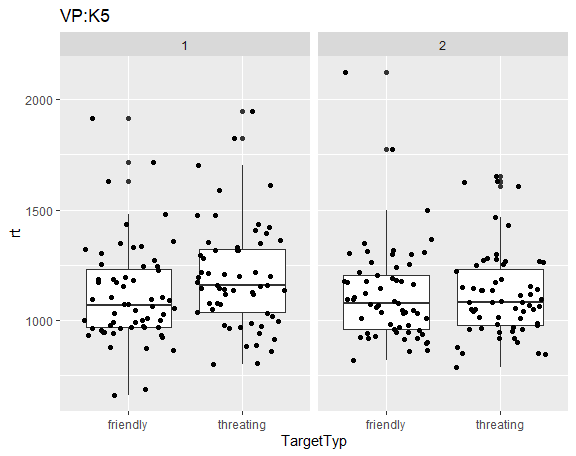 VP:K5
1 2
2000
1500
1000
rt
friendly threating friendly threating
TargetTyp